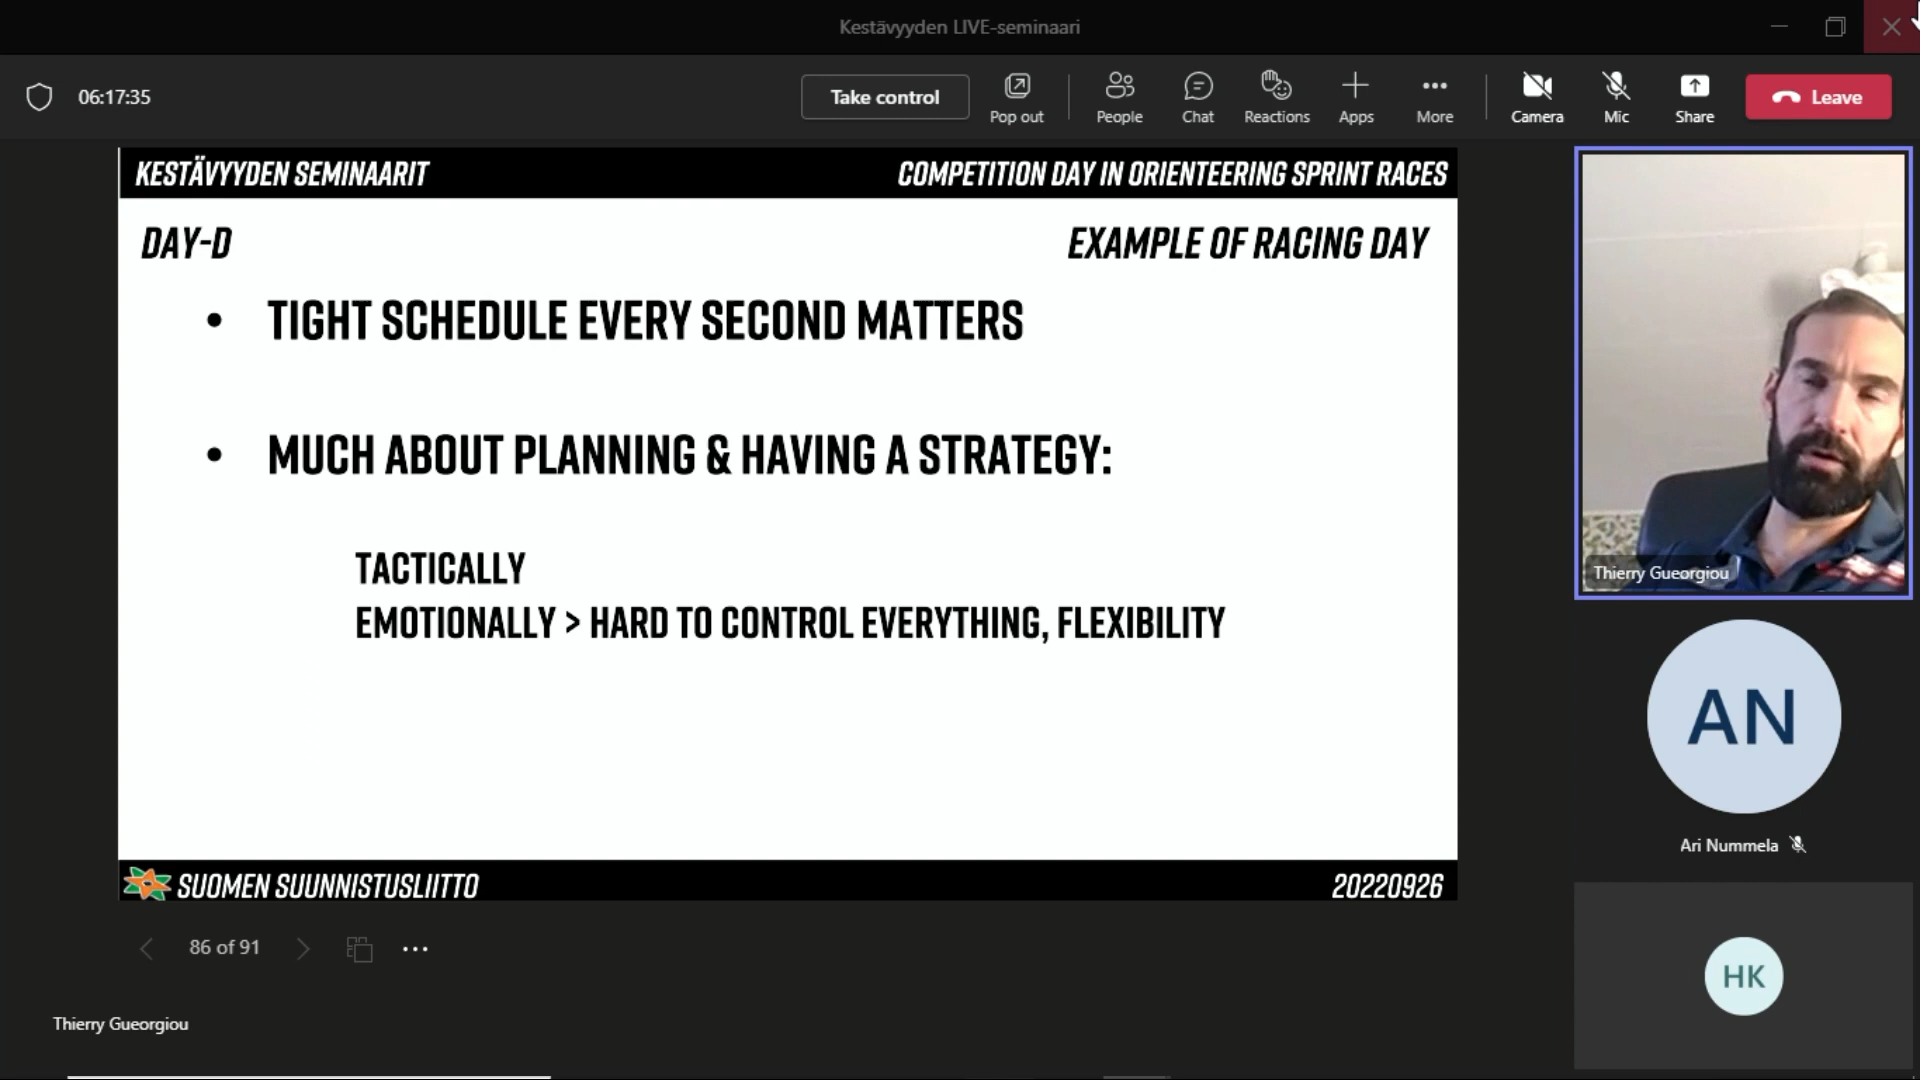 Kestävyyden LIVE-seminaari
06:17:35
Take control
Pop out
People
Chat
Reactions
Apps
More
Camera
Mic
Share
Leave
KESTÄVYYDEN SEMINAARIT
COMPETITION DAY IN ORIENTEERING SPRINT RACES
DAY-D
EXAMPLE OF RACING DAY
• TIGHT SCHEDULE EVERY SECOND MATTERS
• MUCH ABOUT PLANNING & HAVING A STRATEGY:
TACTICALLY
EMOTIONALLY > HARD TO CONTROL EVERYTHING, FLEXIBILITY
SUOMEN SUUNNISTUSLIITTO
20220926
86 of 91
Thierry Gueorgiou
Thierry Gueorgiou
AN
Ari Nummela
HK